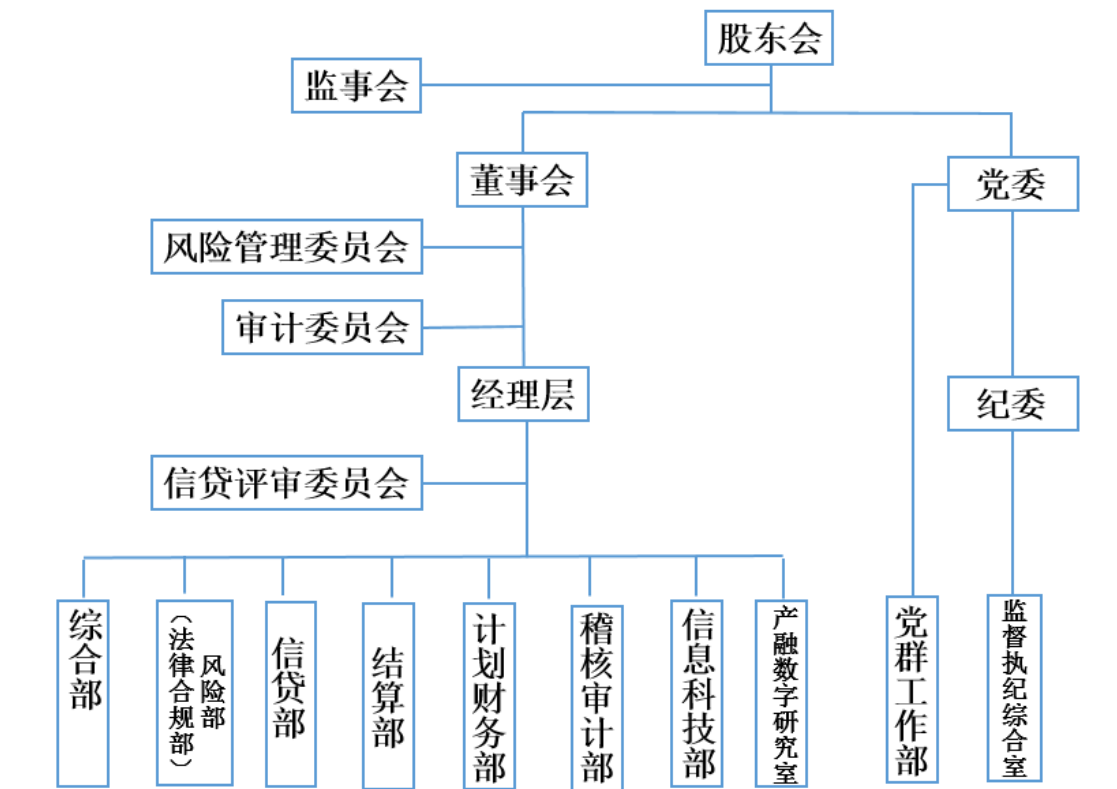 股东会
监事会
董事会
党委
风险管理委员会
审计委员会
经理层
纪委
信贷评审委员会
综合部
风险部
（法律合规部）
信贷部
结算部
计划财务部
稽核审计部
信息科技部
产融数字研究室
党群工作部
监督执纪综合室